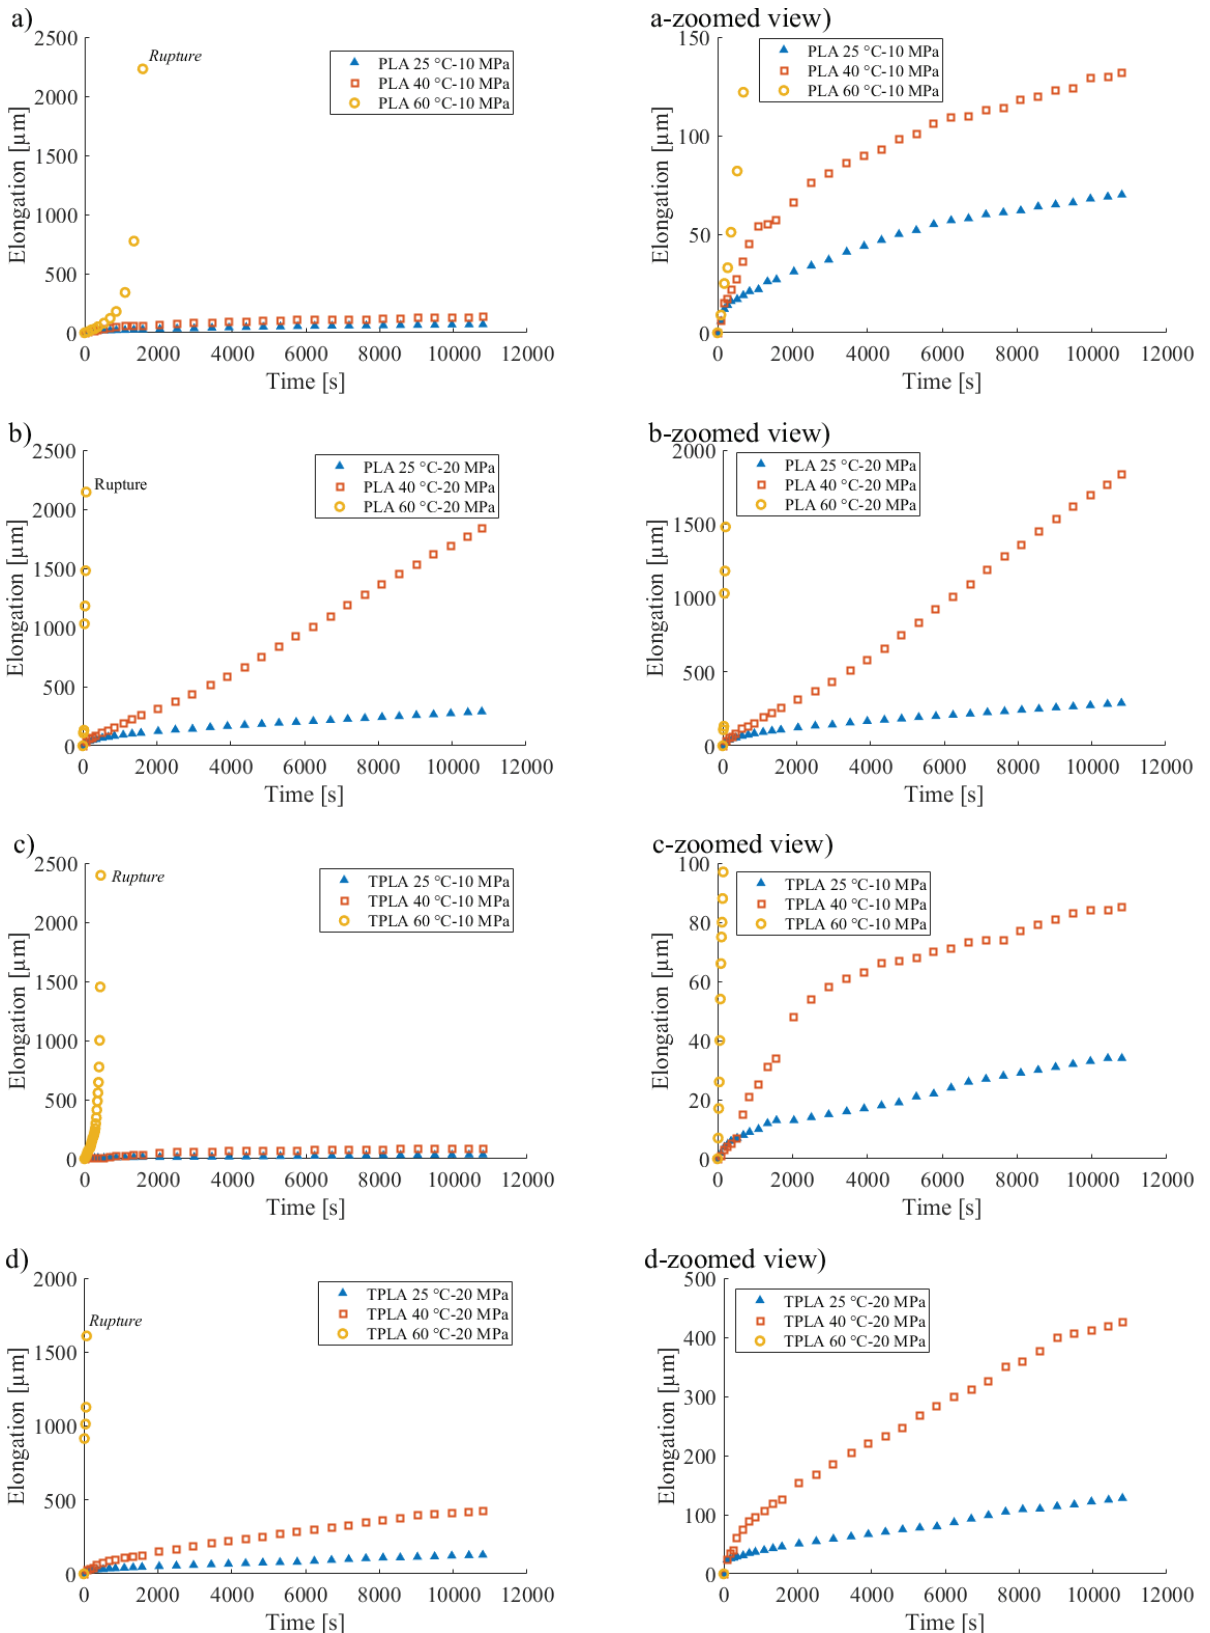 a)
2500
2000
1500
1000
500
0
Elongation [µm]
Rupture
PLA 25 °C-10 MPa
PLA 40 °C-10 MPa
PLA 60 °C-10 MPa
0 2000 4000 6000 8000 10000 12000
Time [s]
a-zoomed view)
150
100
50
0
Elongation [µm]
PLA 25 °C-10 MPa
PLA 40 °C-10 MPa
PLA 60 °C-10 MPa
0 2000 4000 6000 8000 10000 12000
Time [s]
b)
2500
2000
1500
1000
500
0
Elongation [µm]
Rupture
PLA 25 °C-20 MPa
PLA 40 °C-20 MPa
PLA 60 °C-20 MPa
0 2000 4000 6000 8000 10000 12000
Time [s]
b-zoomed view)
2000
1500
1000
500
0
Elongation [µm]
PLA 25 °C-20 MPa
PLA 40 °C-20 MPa
PLA 60 °C-20 MPa
0 2000 4000 6000 8000 10000 12000
Time [s]
c)
2500
2000
1500
1000
500
0
Elongation [µm]
Rupture
TPLA 25 °C-10 MPa
TPLA 40 °C-10 MPa
TPLA 60 °C-10 MPa
0 2000 4000 6000 8000 10000 12000
Time [s]
c-zoomed view)
100
80
60
40
20
0
Elongation [µm]
TPLA 25 °C-10 MPa
TPLA 40 °C-10 MPa
TPLA 60 °C-10 MPa
0 2000 4000 6000 8000 10000 12000
Time [s]
d)
2000
1500
1000
500
0
Elongation [µm]
Rupture
TPLA 25 °C-20 MPa
TPLA 40 °C-20 MPa
TPLA 60 °C-20 MPa
0 2000 4000 6000 8000 10000 12000
Time [s]
d-zoomed view)
500
400
300
200
100
0
Elongation [µm]
TPLA 25 °C-20 MPa
TPLA 40 °C-20 MPa
TPLA 60 °C-20 MPa
0 2000 4000 6000 8000 10000 12000
Time [s]